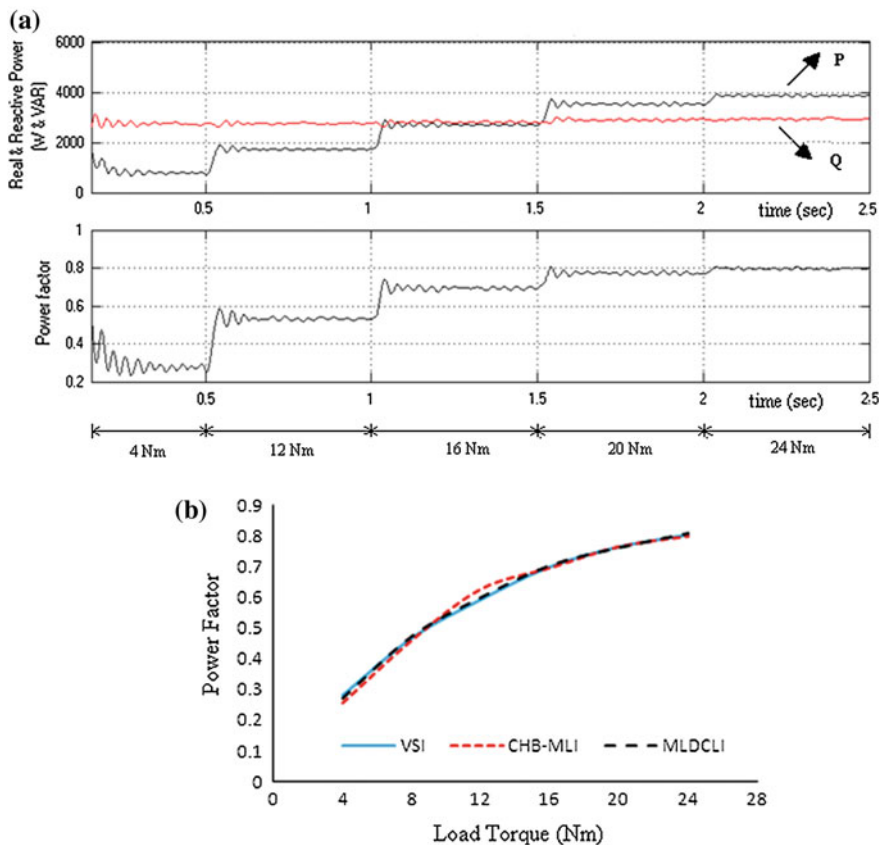 (a)
Real & Reactive Power
(W & VAR)
6000
4000
2000
0
P
Q
0.5
1
1.5
2
2.5
time (sec)
Power factor
1
0.8
0.6
0.4
0.2
0.5
1
1.5
2
2.5
time (sec)
4 Nm
12 Nm
16 Nm
20 Nm
24 Nm
(b)
Power Factor
0.9
0.8
0.7
0.6
0.5
0.4
0.3
0.2
0.1
0
VSI
CHB-MLI
MLDCLI
0
4
8
12
16
20
24
28
Load Torque (Nm)